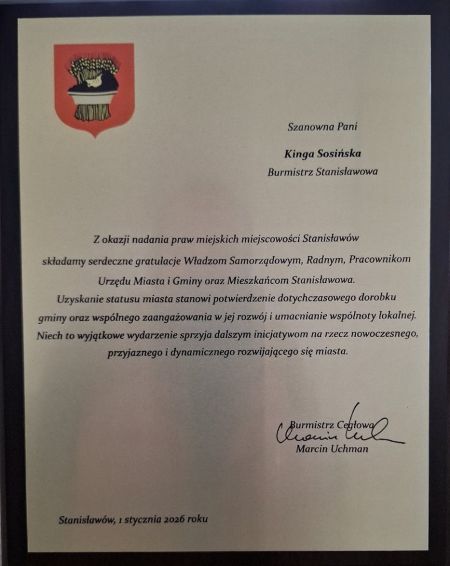 Szanowna Pani
Kinga Sosińska
Burmistrz Stanisławowa
Z okazji nadania praw miejskich miejscowości Stanisławów
składamy serdeczne gratulacje Władzom Samorządowym, Radnym, Pracownikom
Urzędu Miasta i Gminy oraz Mieszkańcom Stanisławowa.
Uzyskanie statusu miasta stanowi potwierdzenie dotychczasowego dorobku
gminy oraz wspólnego zaangażowania w jej rozwój i umacnianie wspólnoty lokalnej.
Niech to wyjątkowe wydarzenie sprzyja dalszym inicjatywom na rzecz nowoczesnego,
przyjaznego i dynamicznego rozwijającego się miasta.
Burmistrz Cegłowa
Marcin Uchman
Stanisławów, 1 stycznia 2026 roku